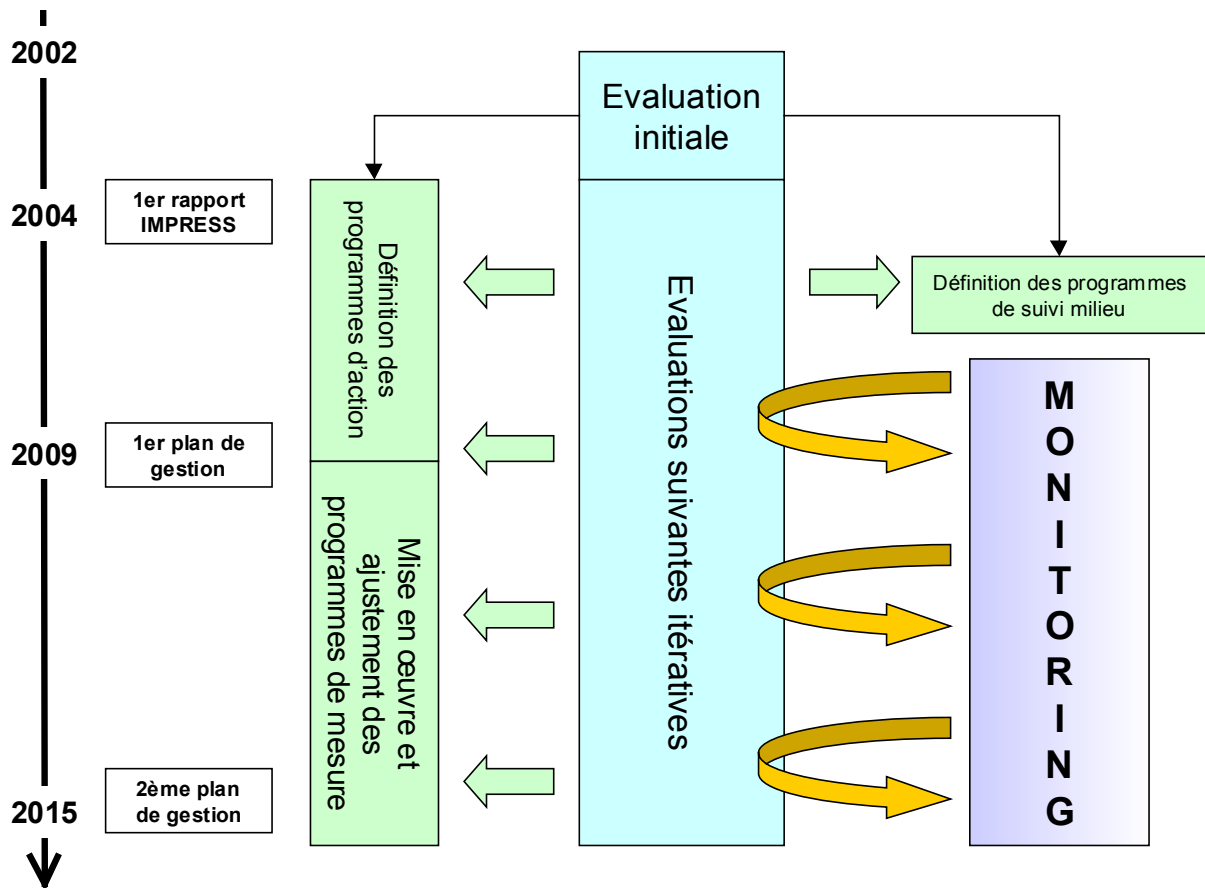 2002
Evaluation
initiale
2004
1er rapport
IMPRESS
Définition des
programmes d'action
Evaluations suivantes itératives
Définition des programmes
de suivi milieu
2009
1er plan de
gestion
Mise en œuvre et
ajustement des
programmes de mesure
MONITORING
2015
2ème plan
de gestion